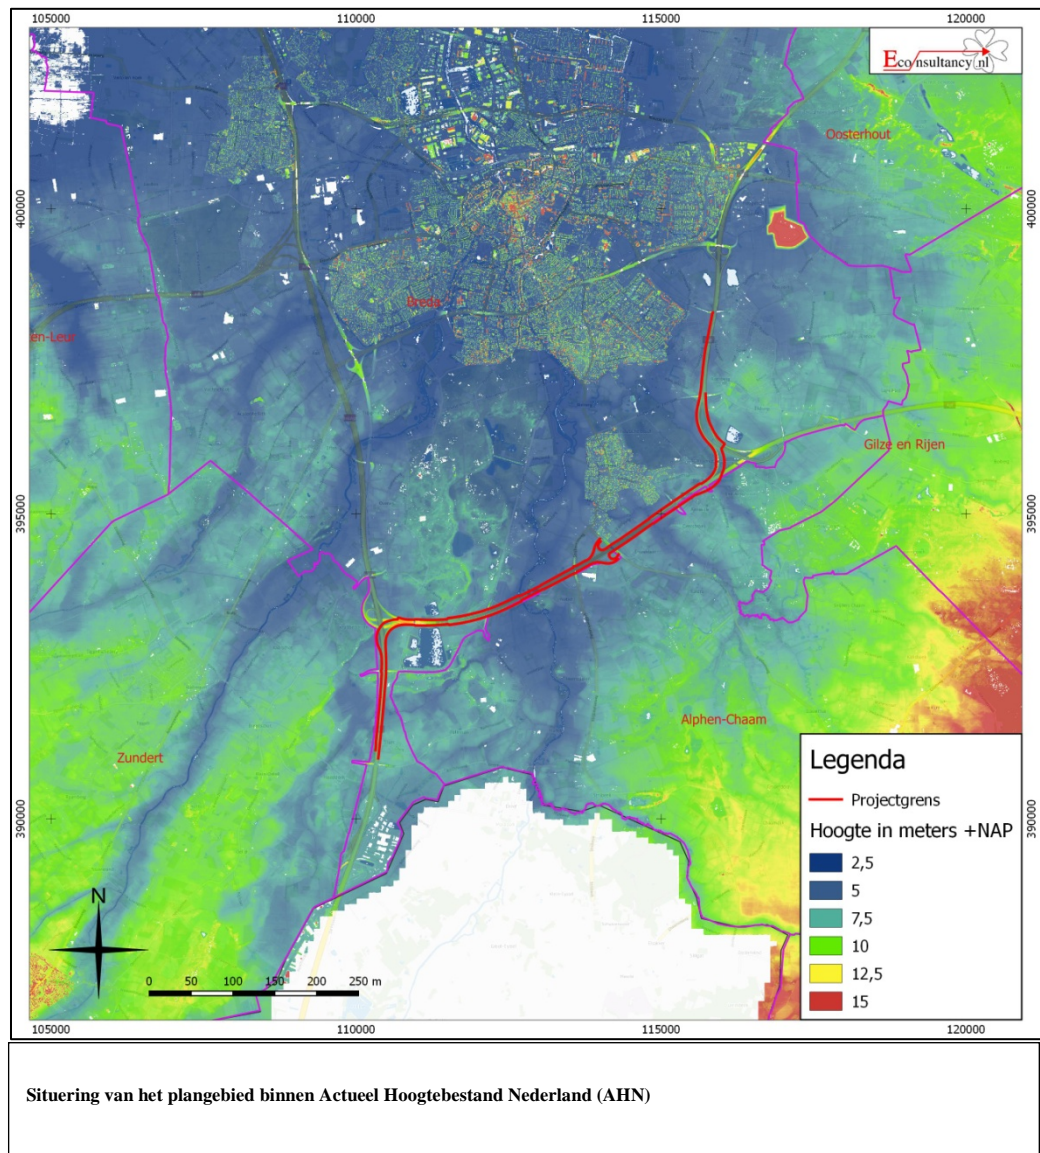 105000 110000 115000 120000
Econsultancy.nl
Oosterhout
400000 400000
Breda
en-Leur
Gilze en Rijen
395000 395000
Alphen-Chaam
Zundert
Legenda
Projectgrens
Hoogte in meters +NAP
2,5
5
7,5
10
12,5
15
390000 390000
N
0 50 100 150 200 250 m
105000 110000 115000 120000
Situering van het plangebied binnen Actueel Hoogtebestand Nederland (AHN)